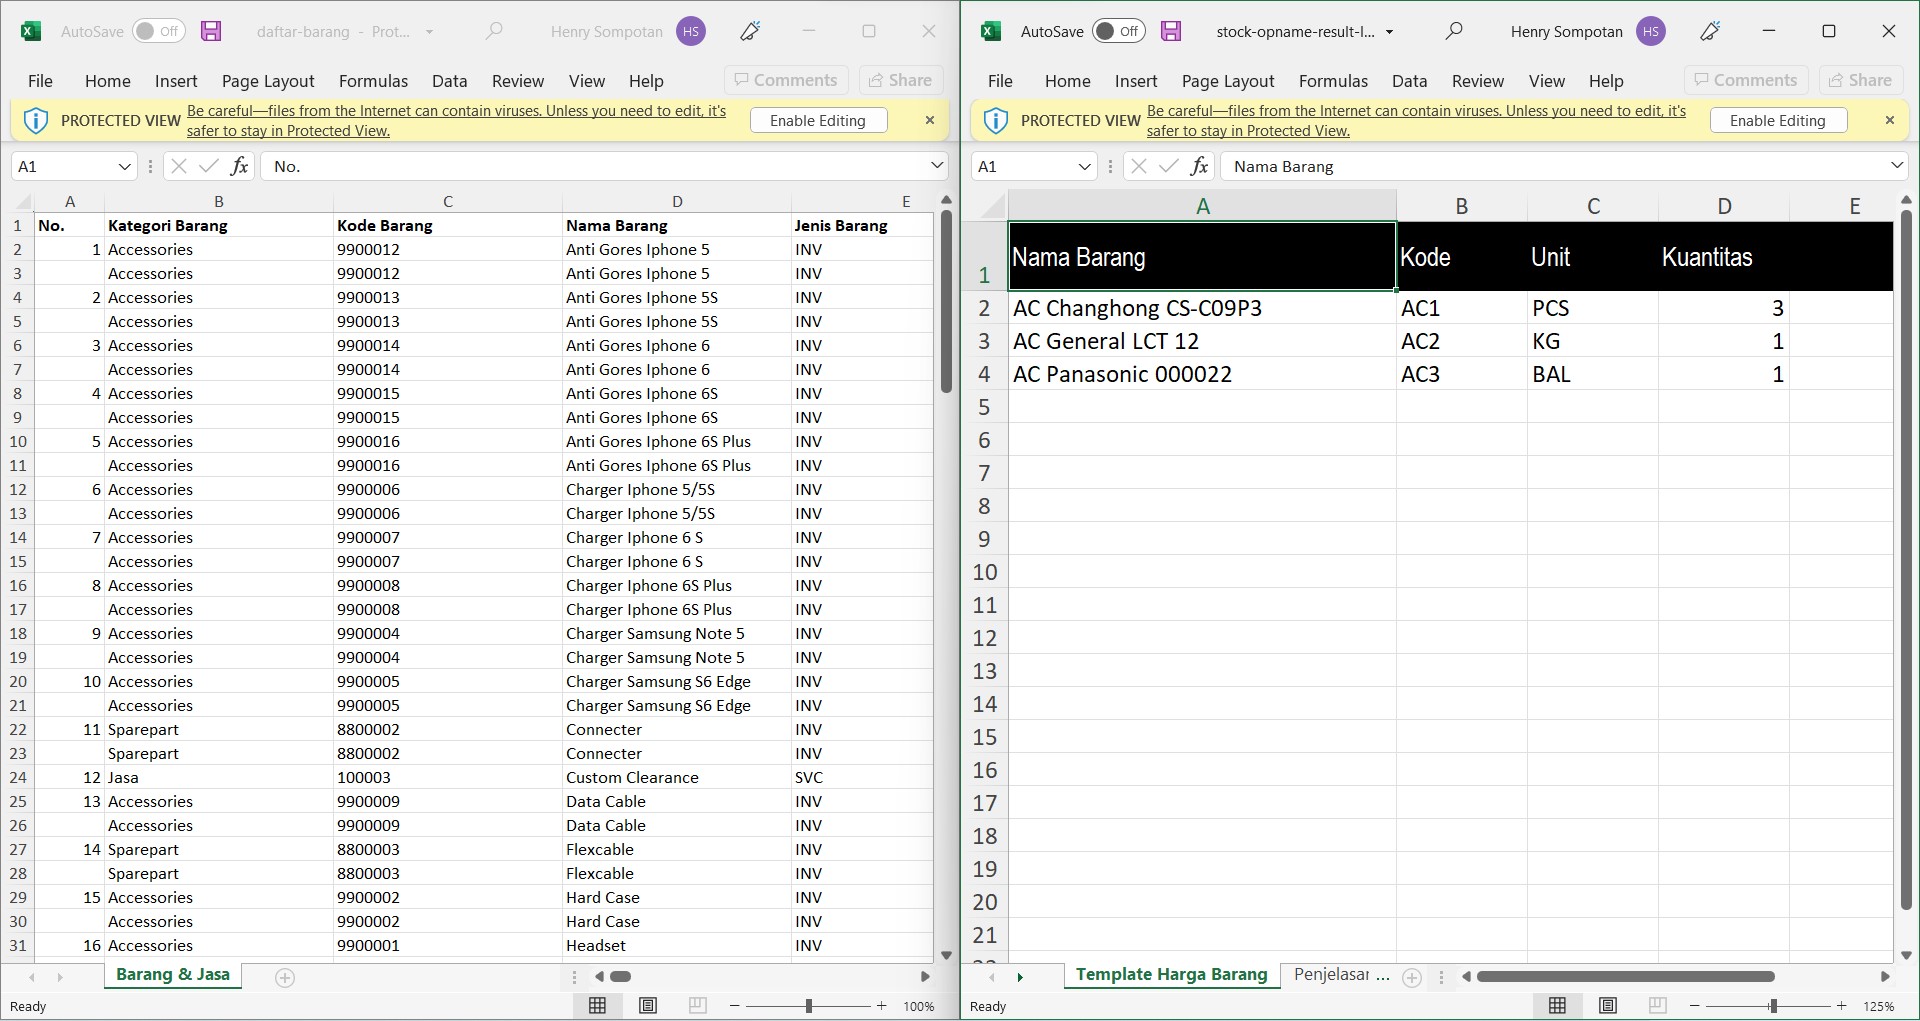 AutoSave Off daftar-barang - Prot... Henry Sompotan HS
File Home Insert Page Layout Formulas Data Review View Help Comments Share
PROTECTED VIEW Be careful—files from the Internet can contain viruses. Unless you need to edit, it's
safer to stay in Protected View. Enable Editing
A1 fx No.
A B C D E
1 No. Kategori Barang Kode Barang Nama Barang Jenis Barang
2 1 Accessories 9900012 Anti Gores Iphone 5 INV
3 Accessories 9900012 Anti Gores Iphone 5 INV
4 2 Accessories 9900013 Anti Gores Iphone 5S INV
5 Accessories 9900013 Anti Gores Iphone 5S INV
6 3 Accessories 9900014 Anti Gores Iphone 6 INV
7 Accessories 9900014 Anti Gores Iphone 6 INV
8 4 Accessories 9900015 Anti Gores Iphone 6S INV
9 Accessories 9900015 Anti Gores Iphone 6S INV
10 5 Accessories 9900016 Anti Gores Iphone 6S Plus INV
11 Accessories 9900016 Anti Gores Iphone 6S Plus INV
12 6 Accessories 9900006 Charger Iphone 5/5S INV
13 Accessories 9900006 Charger Iphone 5/5S INV
14 7 Accessories 9900007 Charger Iphone 6 S INV
15 Accessories 9900007 Charger Iphone 6 S INV
16 8 Accessories 9900008 Charger Iphone 6S Plus INV
17 Accessories 9900008 Charger Iphone 6S Plus INV
18 9 Accessories 9900004 Charger Samsung Note 5 INV
19 Accessories 9900004 Charger Samsung Note 5 INV
20 10 Accessories 9900005 Charger Samsung S6 Edge INV
21 Accessories 9900005 Charger Samsung S6 Edge INV
22 11 Sparepart 8800002 Connecter INV
23 Sparepart 8800002 Connecter INV
24 12 Jasa 100003 Custom Clearance SVC
25 13 Accessories 9900009 Data Cable INV
26 Accessories 9900009 Data Cable INV
27 14 Sparepart 8800003 Flexcable INV
28 Sparepart 8800003 Flexcable INV
29 15 Accessories 9900002 Hard Case INV
30 Accessories 9900002 Hard Case INV
31 16 Accessories 9900001 Headset INV
Barang & Jasa
Ready 100%
AutoSave Off stock-opname-result-l... Henry Sompotan HS
File Home Insert Page Layout Formulas Data Review View Help Comments Share
PROTECTED VIEW Be careful—files from the Internet can contain viruses. Unless you need to edit, it's
safer to stay in Protected View. Enable Editing
A1 fx Nama Barang
A B C D E
1 Nama Barang Kode Unit Kuantitas
2 AC Changhong CS-C09P3 AC1 PCS 3
3 AC General LCT 12 AC2 KG 1
4 AC Panasonic 000022 AC3 BAL 1
5
6
7
8
9
10
11
12
13
14
15
16
17
18
19
20
21
Template Harga Barang Penjelasar ...
Ready 125%